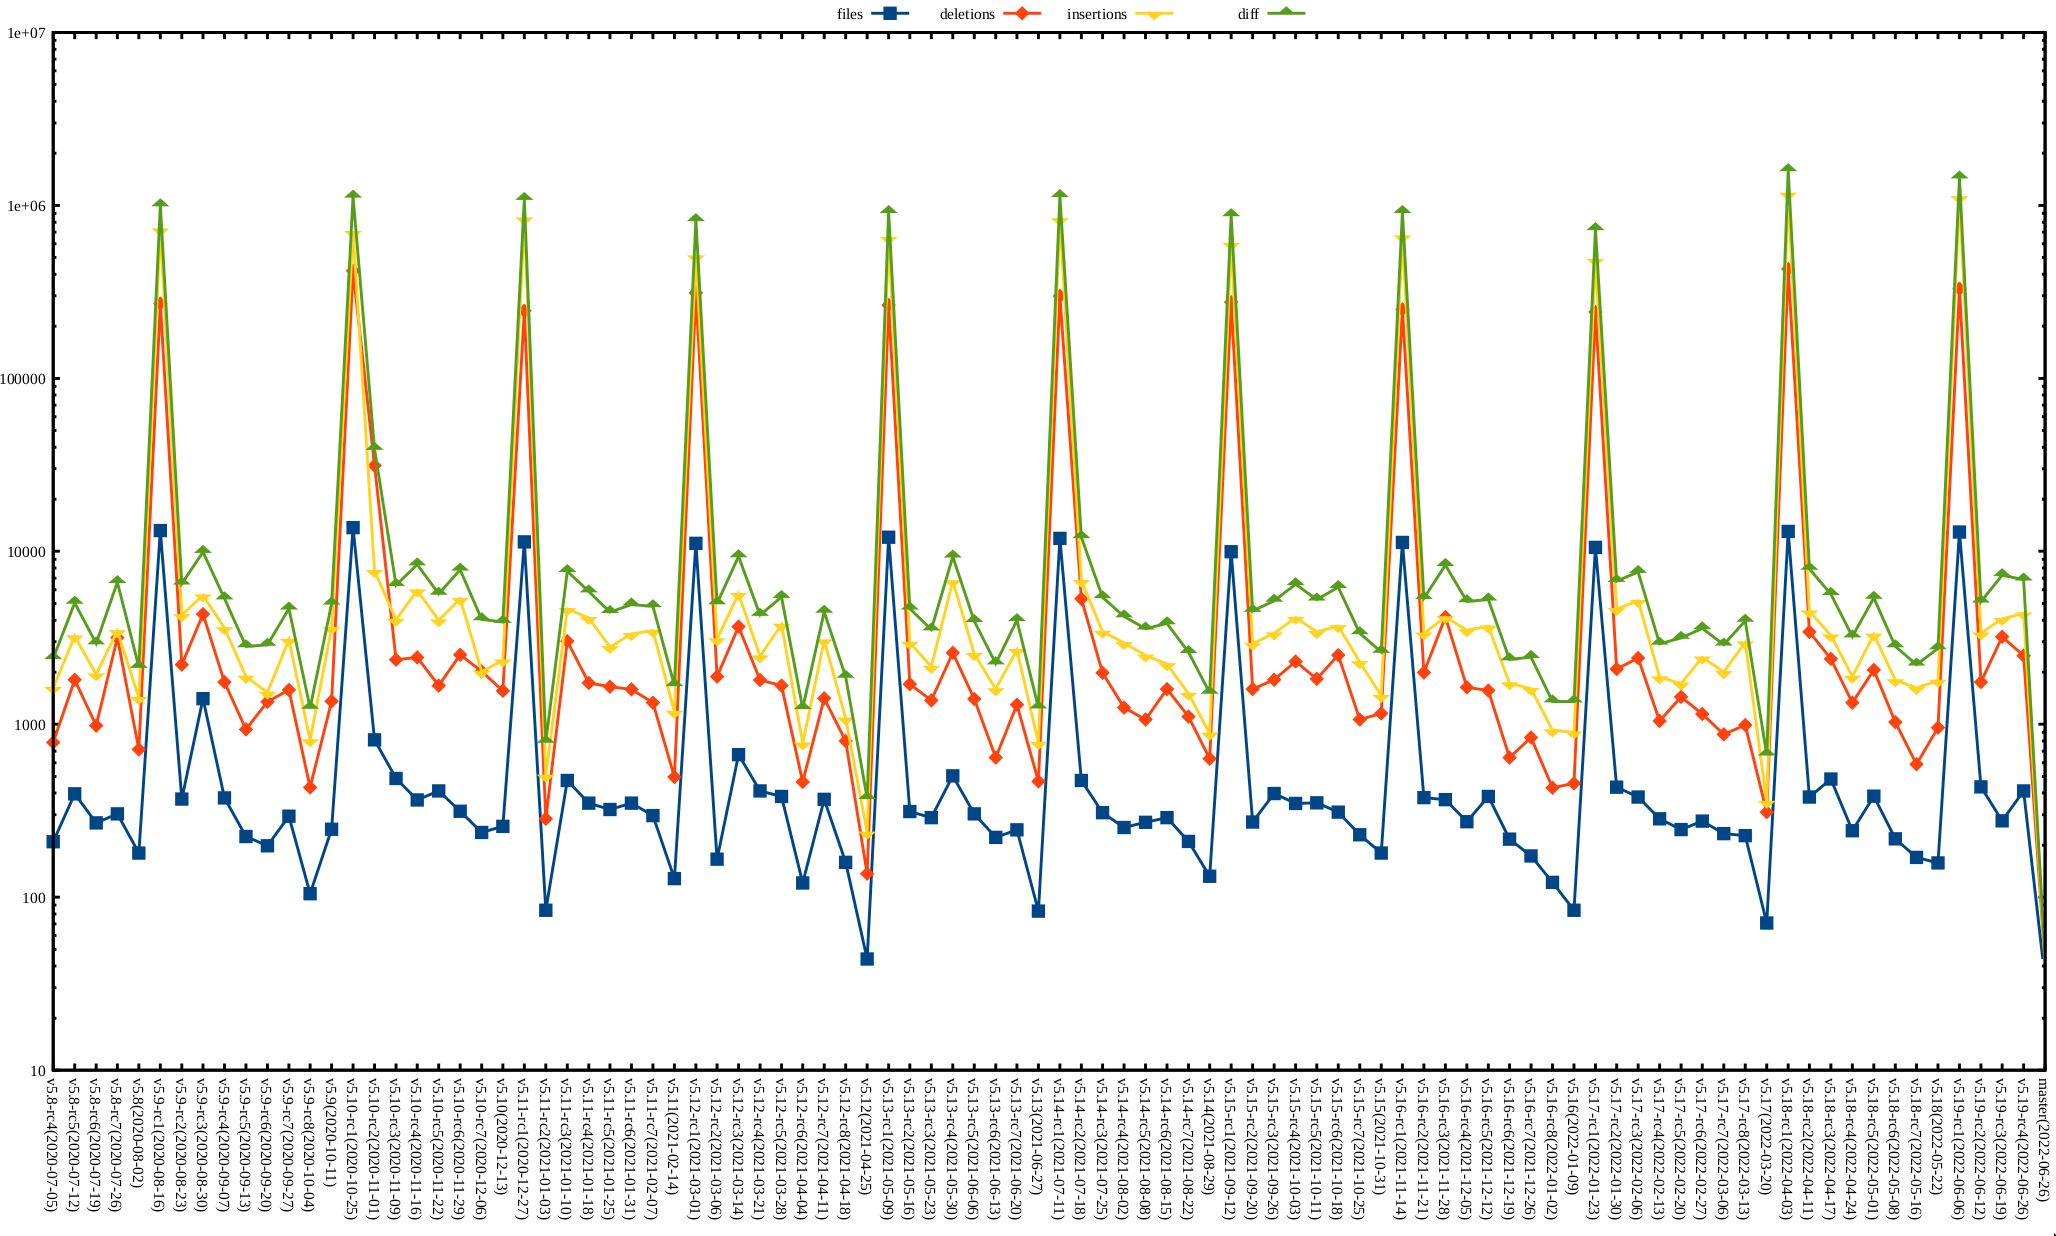 files
deletions
insertions
diff
1e+07
1e+06
100000
10000
1000
100
10
v5.8-rc4(2020-07-05)
v5.8-rc5(2020-07-12)
v5.8-rc6(2020-07-19)
v5.8-rc7(2020-07-26)
v5.8(2020-08-02)
v5.9-rc1(2020-08-16)
v5.9-rc2(2020-08-23)
v5.9-rc3(2020-08-30)
v5.9-rc4(2020-09-07)
v5.9-rc5(2020-09-13)
v5.9-rc6(2020-09-20)
v5.9-rc7(2020-09-27)
v5.9-rc8(2020-10-04)
v5.9(2020-10-11)
v5.10-rc1(2020-10-25)
v5.10-rc2(2020-11-01)
v5.10-rc3(2020-11-09)
v5.10-rc4(2020-11-16)
v5.10-rc5(2020-11-22)
v5.10-rc6(2020-11-29)
v5.10-rc7(2020-12-06)
v5.10(2020-12-13)
v5.11-rc1(2020-12-27)
v5.11-rc2(2021-01-03)
v5.11-rc3(2021-01-10)
v5.11-rc4(2021-01-18)
v5.11-rc5(2021-01-25)
v5.11-rc6(2021-01-31)
v5.11-rc7(2021-02-07)
v5.11(2021-02-14)
v5.12-rc1(2021-03-01)
v5.12-rc2(2021-03-06)
v5.12-rc3(2021-03-14)
v5.12-rc4(2021-03-21)
v5.12-rc5(2021-03-28)
v5.12-rc6(2021-04-04)
v5.12-rc7(2021-04-11)
v5.12-rc8(2021-04-18)
v5.12(2021-04-25)
v5.13-rc1(2021-05-09)
v5.13-rc2(2021-05-16)
v5.13-rc3(2021-05-23)
v5.13-rc4(2021-05-30)
v5.13-rc5(2021-06-06)
v5.13-rc6(2021-06-13)
v5.13-rc7(2021-06-20)
v5.13(2021-06-27)
v5.14-rc1(2021-07-11)
v5.14-rc2(2021-07-18)
v5.14-rc3(2021-07-25)
v5.14-rc4(2021-08-02)
v5.14-rc5(2021-08-08)
v5.14-rc6(2021-08-15)
v5.14-rc7(2021-08-22)
v5.14(2021-08-29)
v5.15-rc1(2021-09-12)
v5.15-rc2(2021-09-20)
v5.15-rc3(2021-09-26)
v5.15-rc4(2021-10-03)
v5.15-rc5(2021-10-11)
v5.15-rc6(2021-10-18)
v5.15-rc7(2021-10-25)
v5.15(2021-10-31)
v5.16-rc1(2021-11-14)
v5.16-rc2(2021-11-21)
v5.16-rc3(2021-11-28)
v5.16-rc4(2021-12-05)
v5.16-rc5(2021-12-12)
v5.16-rc6(2021-12-19)
v5.16-rc7(2021-12-26)
v5.16-rc8(2022-01-02)
v5.16(2022-01-09)
v5.17-rc1(2022-01-23)
v5.17-rc2(2022-01-30)
v5.17-rc3(2022-02-06)
v5.17-rc4(2022-02-13)
v5.17-rc5(2022-02-20)
v5.17-rc6(2022-02-27)
v5.17-rc7(2022-03-06)
v5.17-rc8(2022-03-13)
v5.17(2022-03-20)
v5.18-rc1(2022-04-03)
v5.18-rc2(2022-04-11)
v5.18-rc3(2022-04-17)
v5.18-rc4(2022-04-24)
v5.18-rc5(2022-05-01)
v5.18-rc6(2022-05-08)
v5.18-rc7(2022-05-16)
v5.18(2022-05-22)
v5.19-rc1(2022-06-06)
v5.19-rc2(2022-06-12)
v5.19-rc3(2022-06-19)
v5.19-rc4(2022-06-26)
master(2022-06-26)